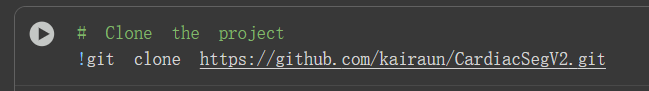 # Clone the project
!git clone https://github.com/kairaun/CardiacSegV2.git